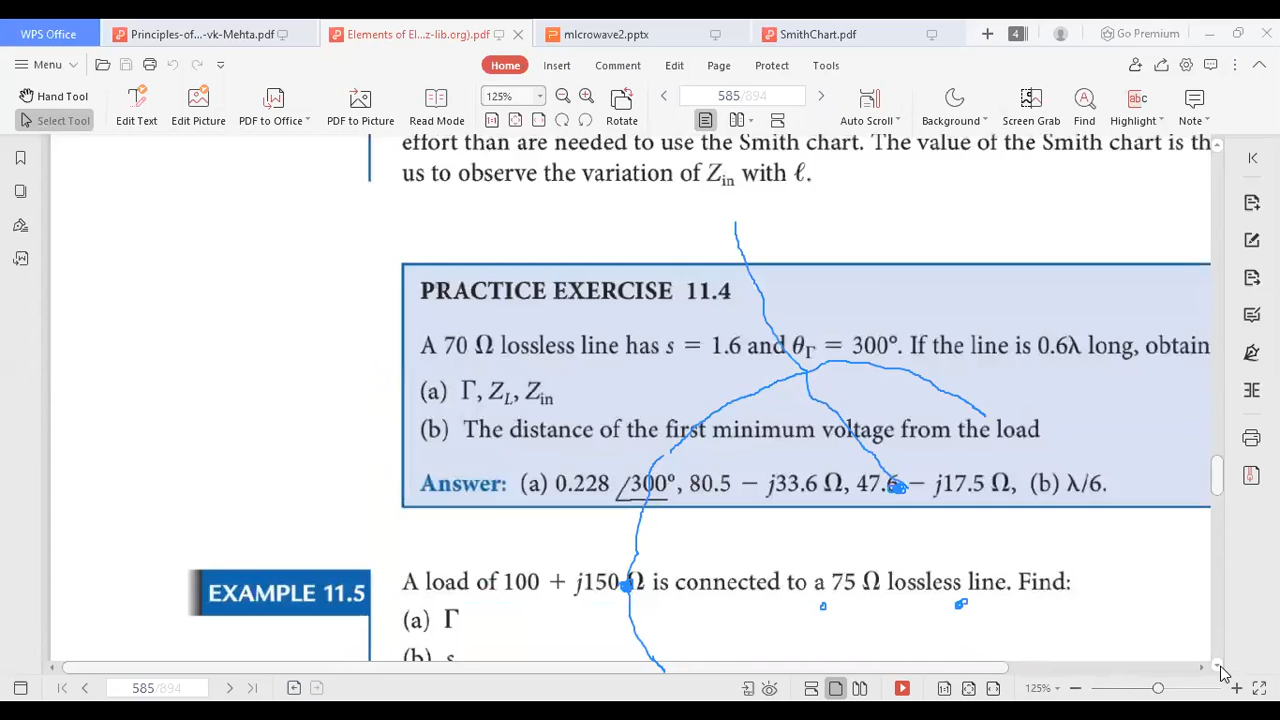 WPS Office
Principles-of...-vk-Mehta.pdf
Elements of El...z-lib.org).pdf
mIcrowave2.pptx
SmithChart.pdf
4
Go Premium
Menu
Home
Insert
Comment
Edit
Page
Protect
Tools
Hand Tool
Select Tool
Edit Text
Edit Picture
PDF to Office
PDF to Picture
Read Mode
125%
Rotate
585/894
Auto Scroll
Background
Screen Grab
Find
Highlight
Note
effort than are needed to use the Smith chart. The value of the Smith chart is th
us to observe the variation of Zin with ℓ.
PRACTICE EXERCISE 11.4
A 70 Ω lossless line has s = 1.6 and θΓ = 300°. If the line is 0.6λ long, obtain
(a) Γ, ZL, Zin
(b) The distance of the first minimum voltage from the load
Answer: (a) 0.228 ∠300°, 80.5 − j33.6 Ω, 47.6 − j17.5 Ω, (b) λ/6.
EXAMPLE 11.5
A load of 100 + j150 Ω is connected to a 75 Ω lossless line. Find:
(a) Γ
(b) s
585/894
125%